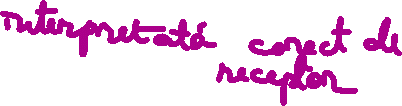 interpretată corect de
receptor